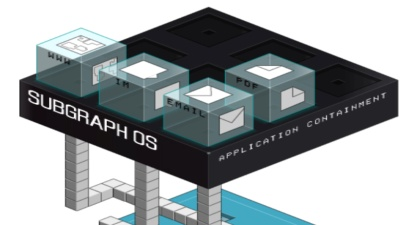 WWW
IM
EMAIL
PDF
SUBGRAPH OS
APPLICATION CONTAINMENT